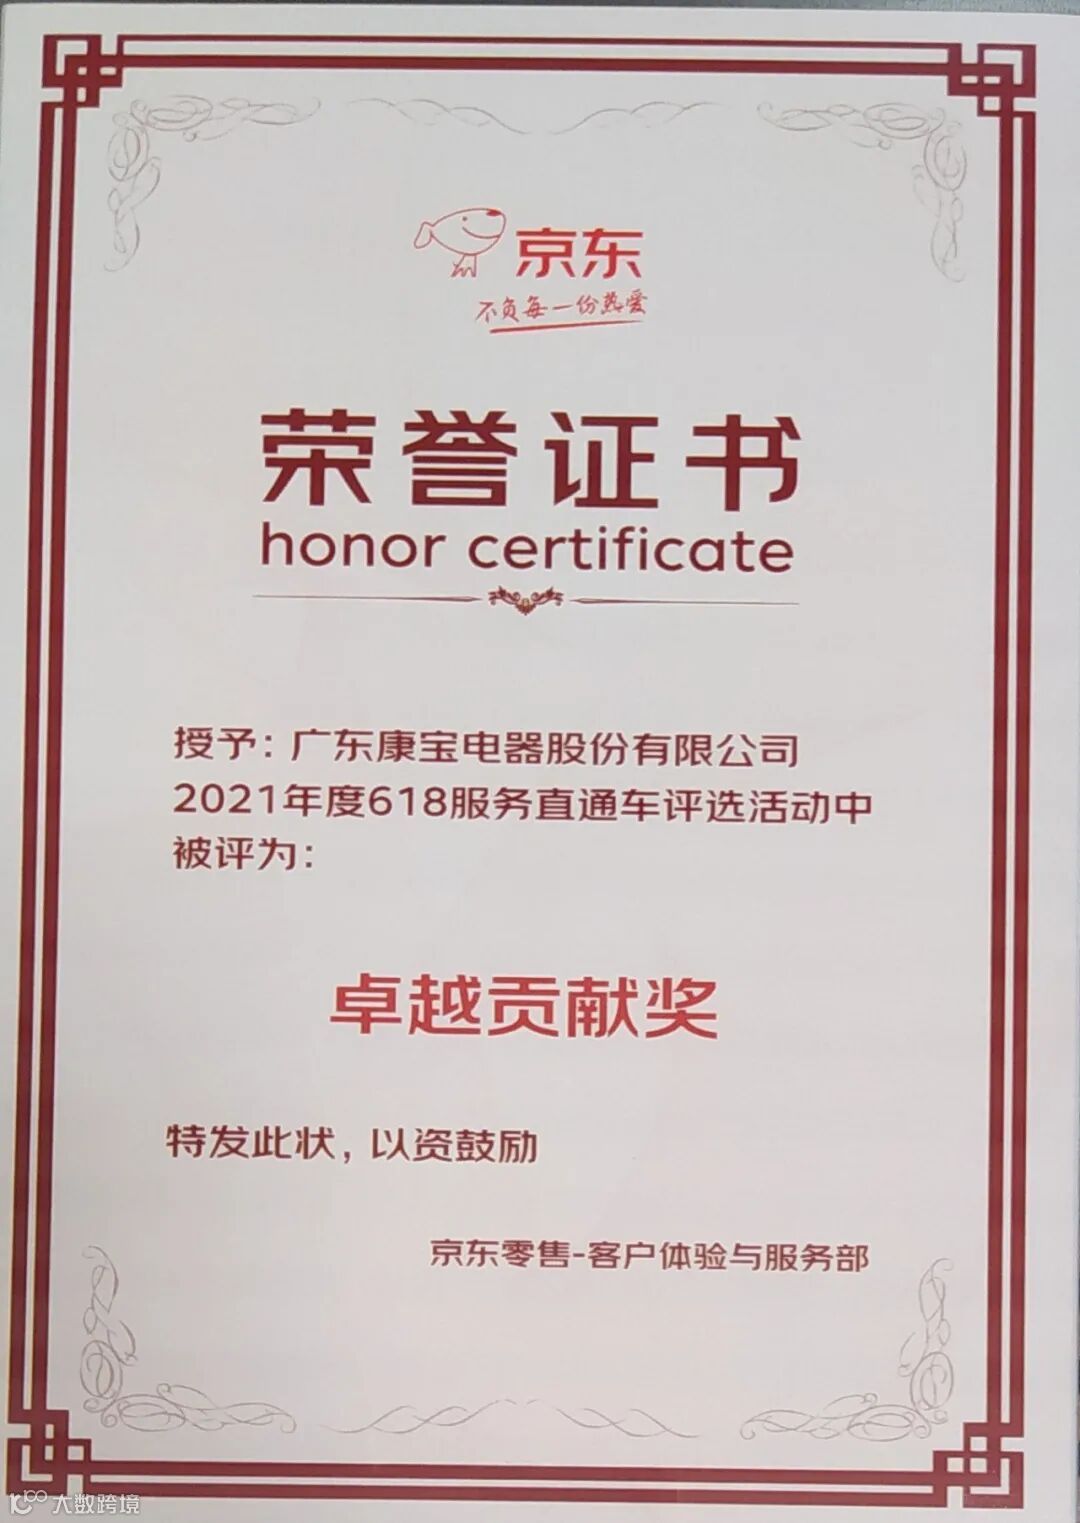 京东
不负每一份热爱
荣誉证书
honor certificate
授予：广东康宝电器股份有限公司
2021年度618服务直通车评选活动中
被评为：
卓越贡献奖
特发此状，以资鼓励
京东零售-客户体验与服务部
大数跨境